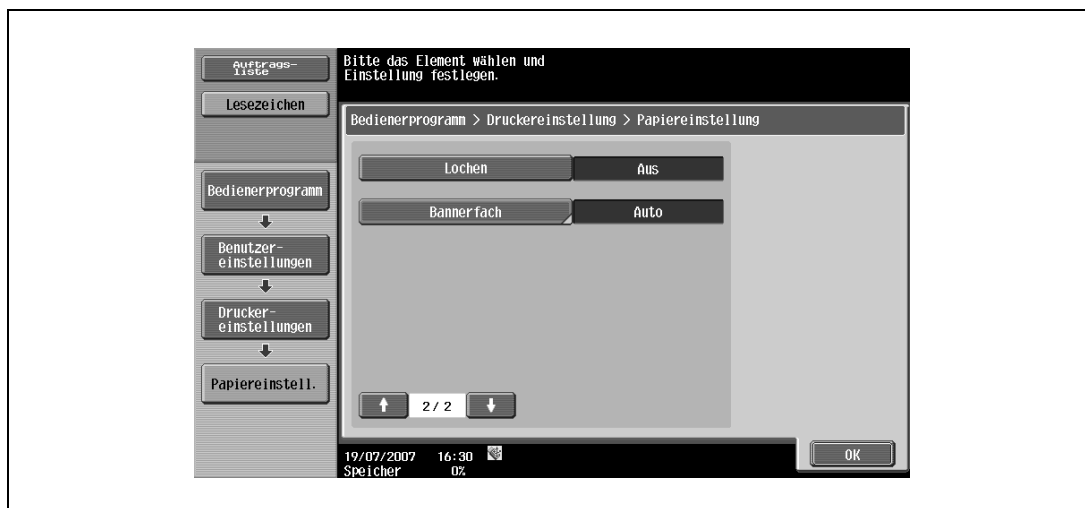 Auftrags-
liste
Lesezeichen
Bitte das Element wählen und
Einstellung festlegen.
Bedienerprogramm > Druckereinstellung > Papiereinstellung
Lochen
Aus
Bannerfach
Auto
Bedienerprogramm
Benutzer-
einstellungen
Drucker-
einstellungen
Papiereinstell.
2/ 2
19/07/2007 16:30
Speicher 0%
OK